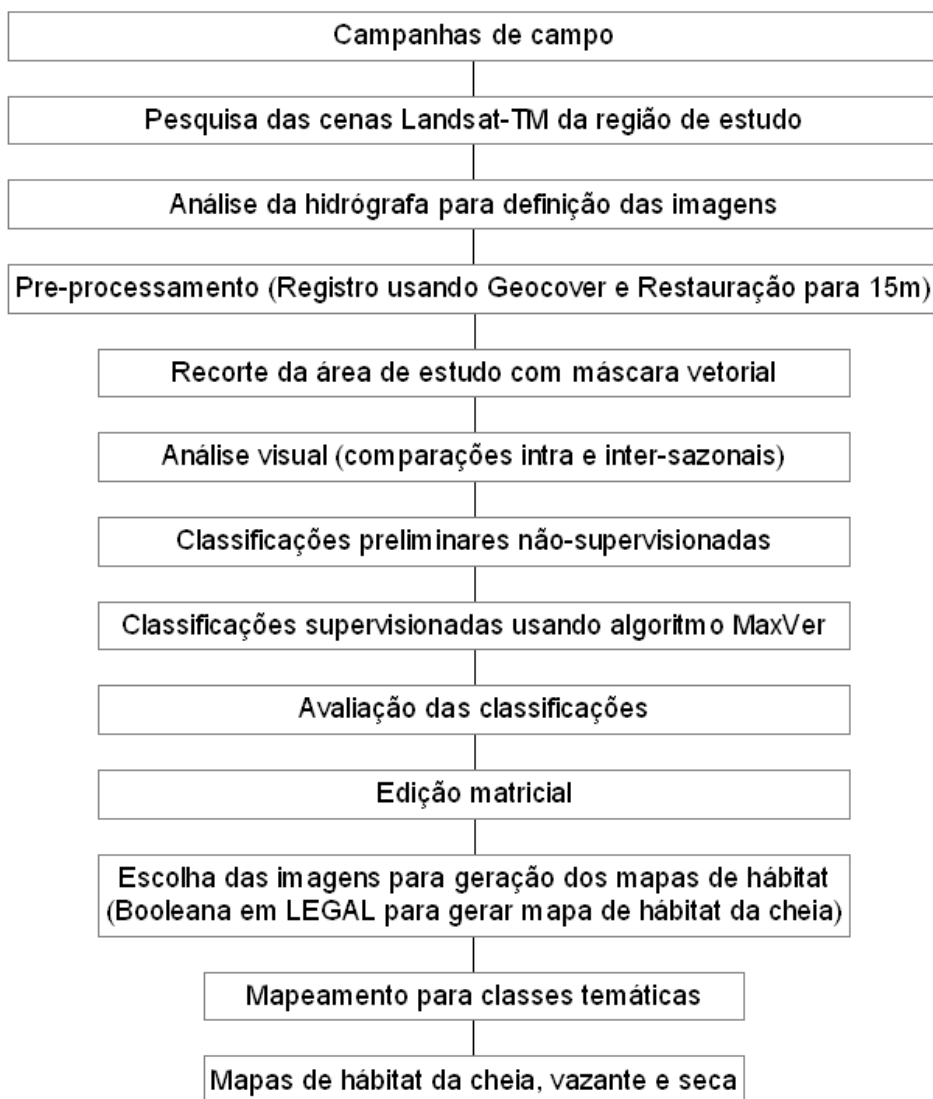 Campanhas de campo
Pesquisa das cenas Landsat-TM da região de estudo
Análise da hidrógrafa para definição das imagens
Pre-processamento (Registro usando Geocover e Restauração para 15m)
Recorte da área de estudo com máscara vetorial
Análise visual (comparações intra e inter-sazonais)
Classificações preliminares não-supervisionadas
Classificações supervisionadas usando algoritmo MaxVer
Avaliação das classificações
Edição matricial
Escolha das imagens para geração dos mapas de hábitat
(Booleana em LEGAL para gerar mapa de hábitat da cheia)
Mapeamento para classes temáticas
Mapas de hábitat da cheia, vazante e seca